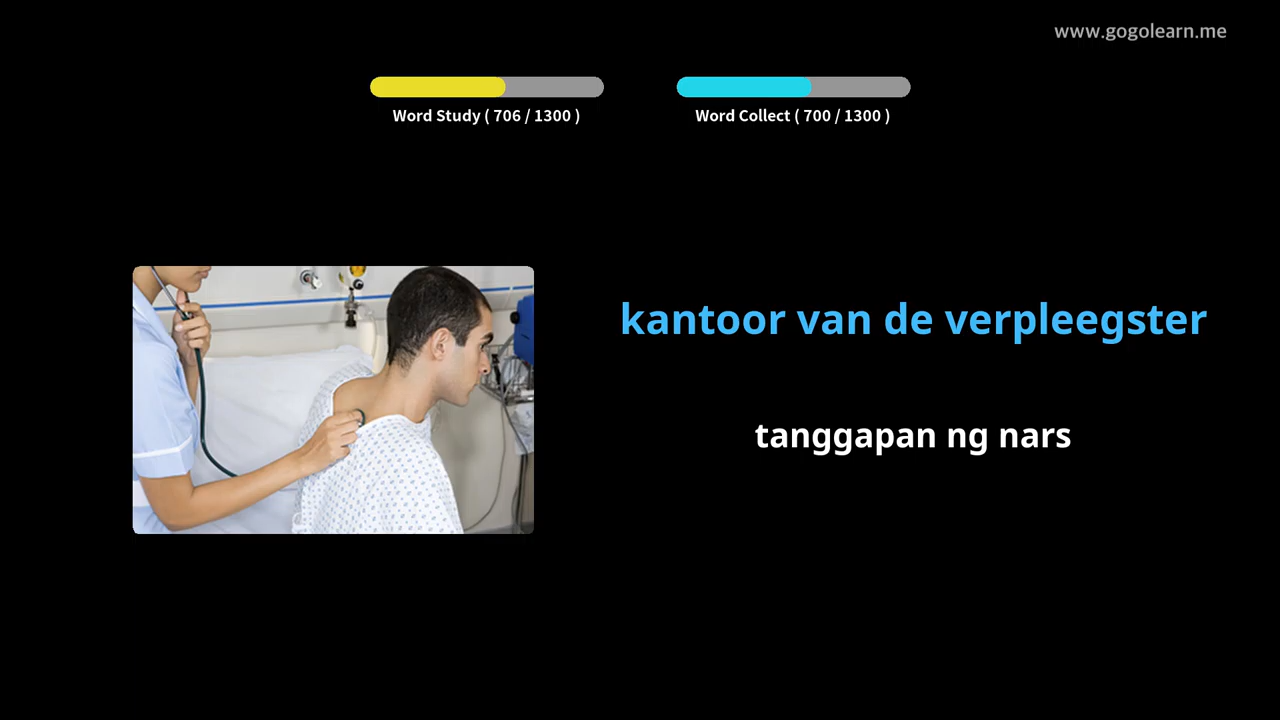 www.gogolearn.me
Word Study ( 706 / 1300 )
Word Collect ( 700 / 1300 )
kantoor van de verpleegster
tanggapan ng nars